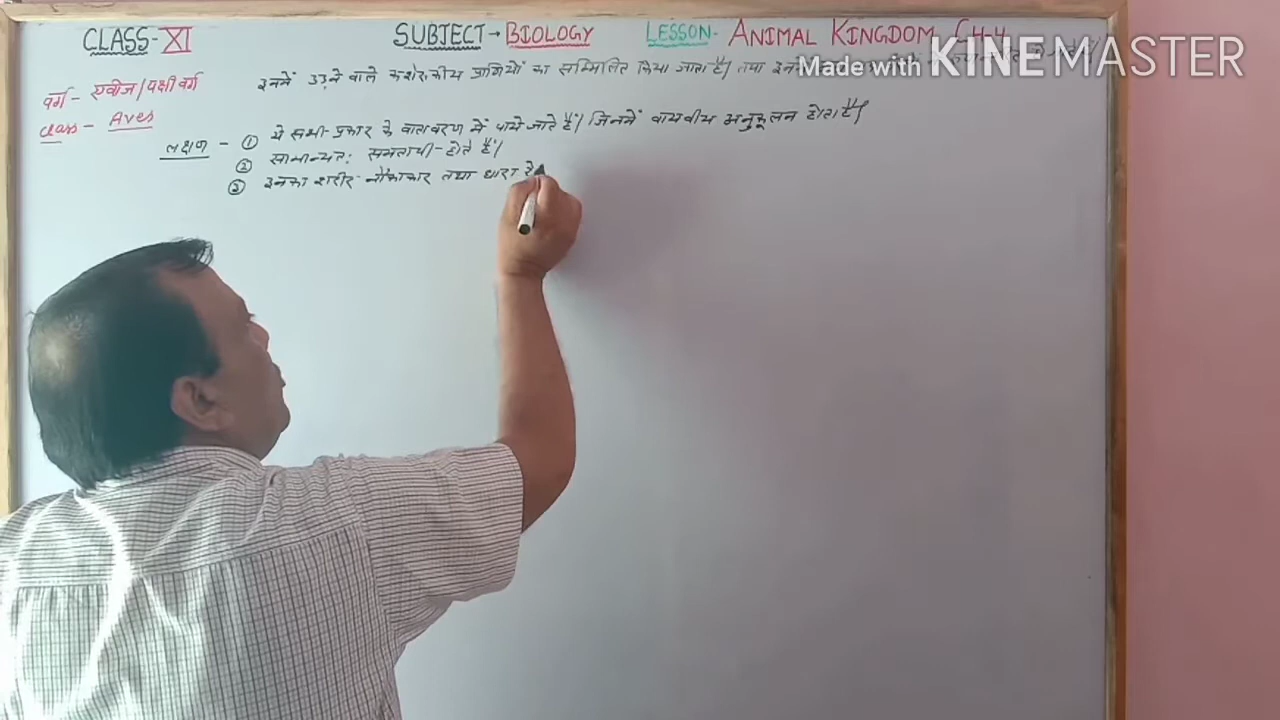 CLASS-XI SUBJECT→BIOLOGY LESSON- ANIMAL KINGDOM CH-4
Made with KINEMASTER
वर्ग - एवीज/पक्षी वर्ग इनमें उड़ने वाले कशेरुकीय प्राणियों का सम्मिलित किया जाता है। तथा
class - Aves
लक्षण - ① ये सभी प्रकार के वातावरण में पाये जाते हैं। जिनमें वायवीय अनुकूलन होता है।
② सामान्यतः समतापी होते हैं।
③ इनका शरीर नौकाकार तथा धारा रे